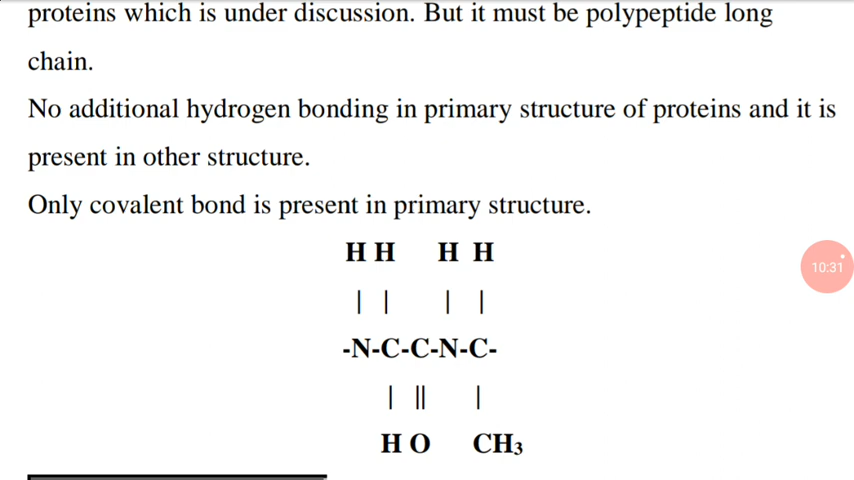 proteins which is under discussion. But it must be polypeptide long
chain.
No additional hydrogen bonding in primary structure of proteins and it is
present in other structure.
Only covalent bond is present in primary structure.
H H H H
| | | |
-N-C-C-N-C-
| || |
H O CH₃
10:31